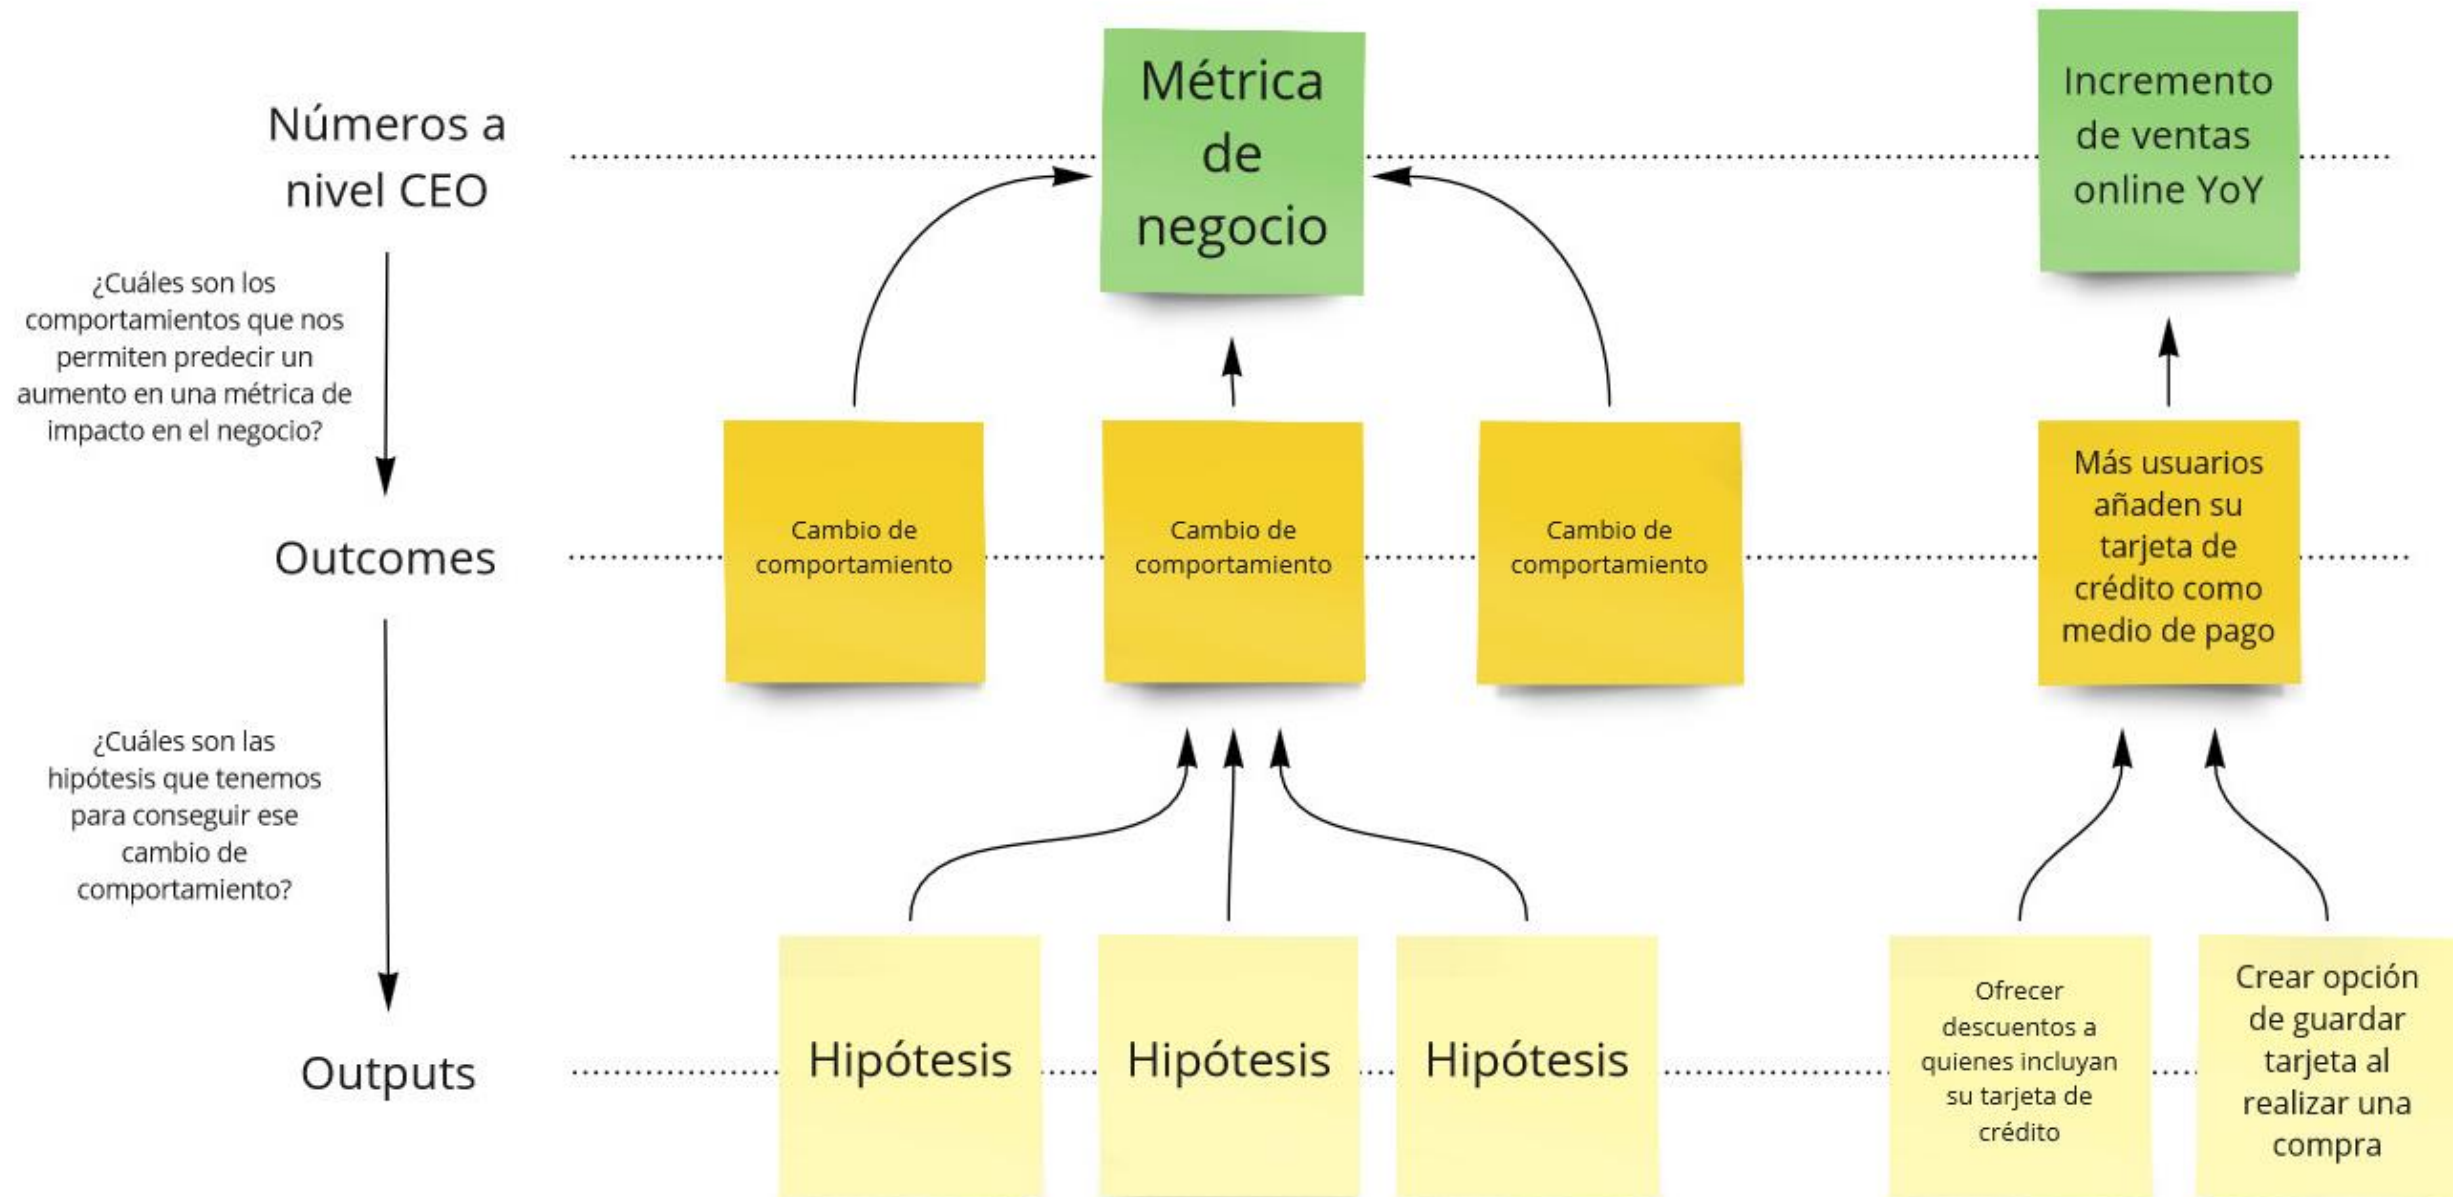 Números a
nivel CEO
Métrica
de
negocio
Incremento
de ventas
online YoY
¿Cuáles son los
comportamientos que nos
permiten predecir un
aumento en una métrica de
impacto en el negocio?
Outcomes
Cambio de
comportamiento
Cambio de
comportamiento
Cambio de
comportamiento
Más usuarios
añaden su
tarjeta de
crédito como
medio de pago
¿Cuáles son las
hipótesis que tenemos
para conseguir ese
cambio de
comportamiento?
Outputs
Hipótesis
Hipótesis
Hipótesis
Ofrecer
descuentos a
quienes incluyan
su tarjeta de
crédito
Crear opción
de guardar
tarjeta al
realizar una
compra